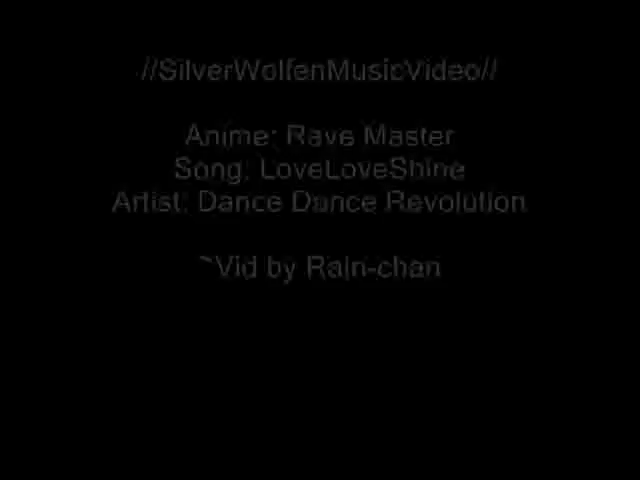 //SilverWolfenMusicVideo//
Anime: Rave Master
Song: LoveLoveShine
Artist: Dance Dance Revolution
~Vid by Rain-chan